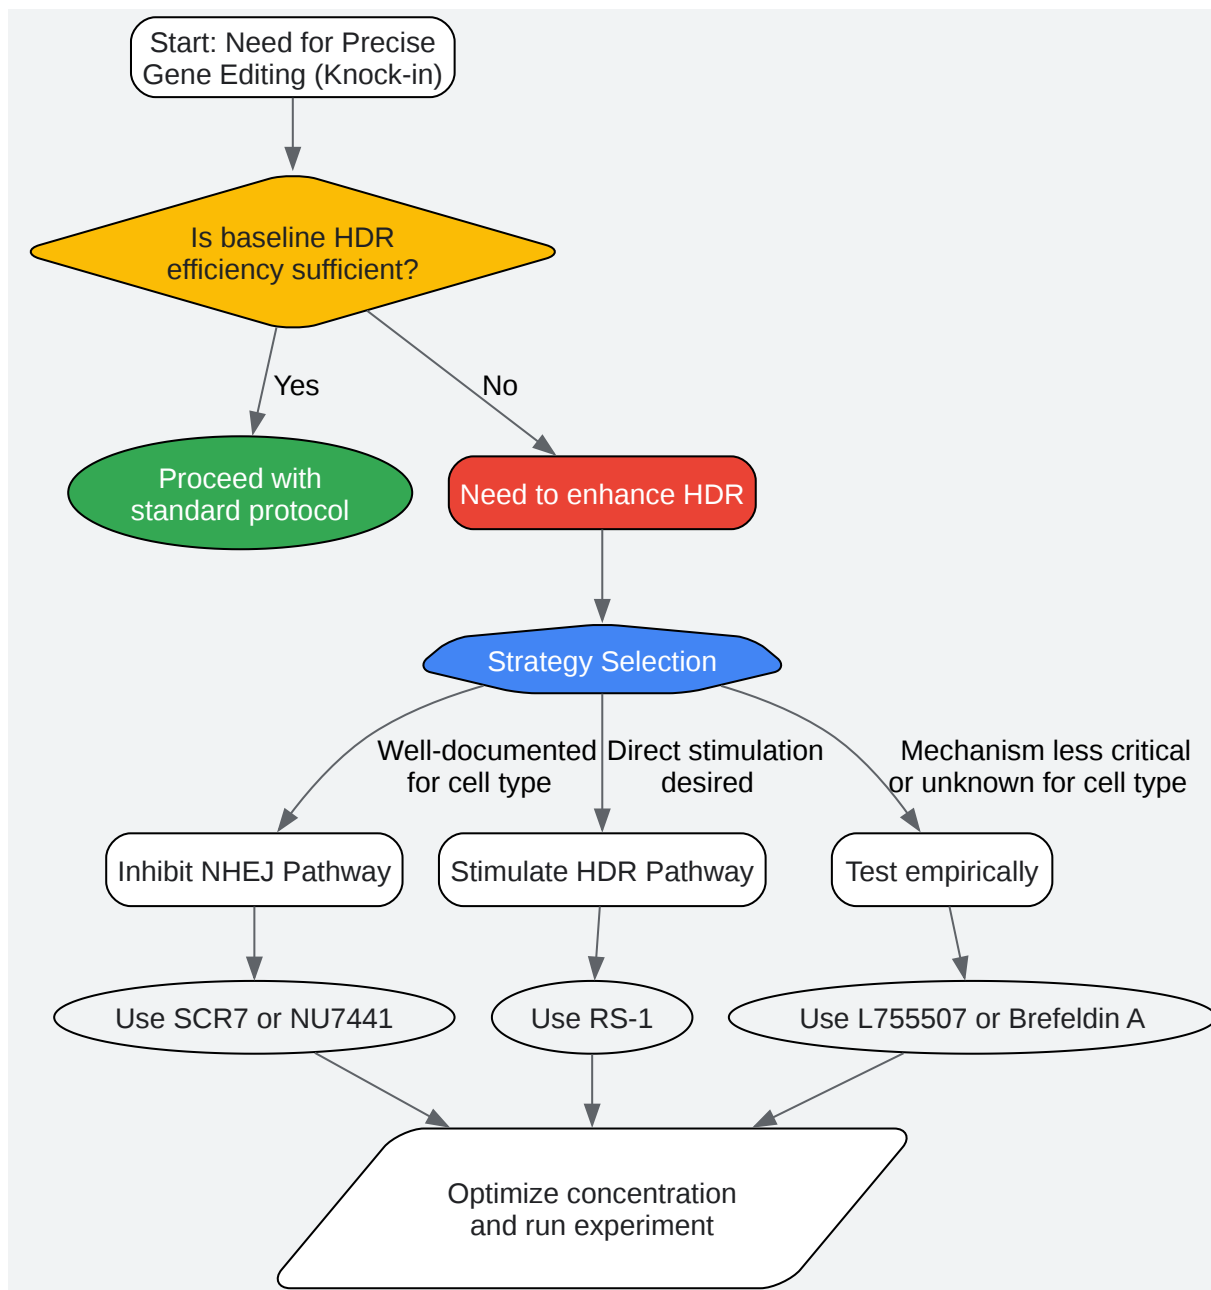 Start: Need for Precise
Gene Editing (Knock-in)
Is baseline HDR
efficiency sufficient?
Yes
No
Proceed with
standard protocol
Need to enhance HDR
Strategy Selection
Well-documented
for cell type
Direct stimulation
desired
Mechanism less critical
or unknown for cell type
Inhibit NHEJ Pathway
Stimulate HDR Pathway
Test empirically
Use SCR7 or NU7441
Use RS-1
Use L755507 or Brefeldin A
Optimize concentration
and run experiment